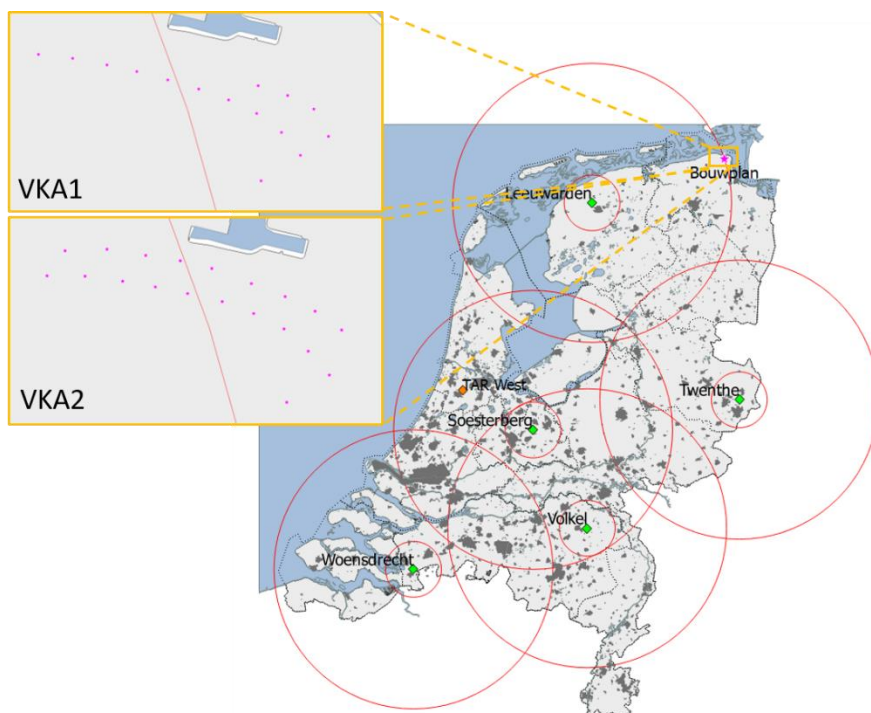 VKA1
VKA2
Bouwplan
Leeuwarden
TAR West
Twenthe
Soesterberg
Volkel
Woensdrecht